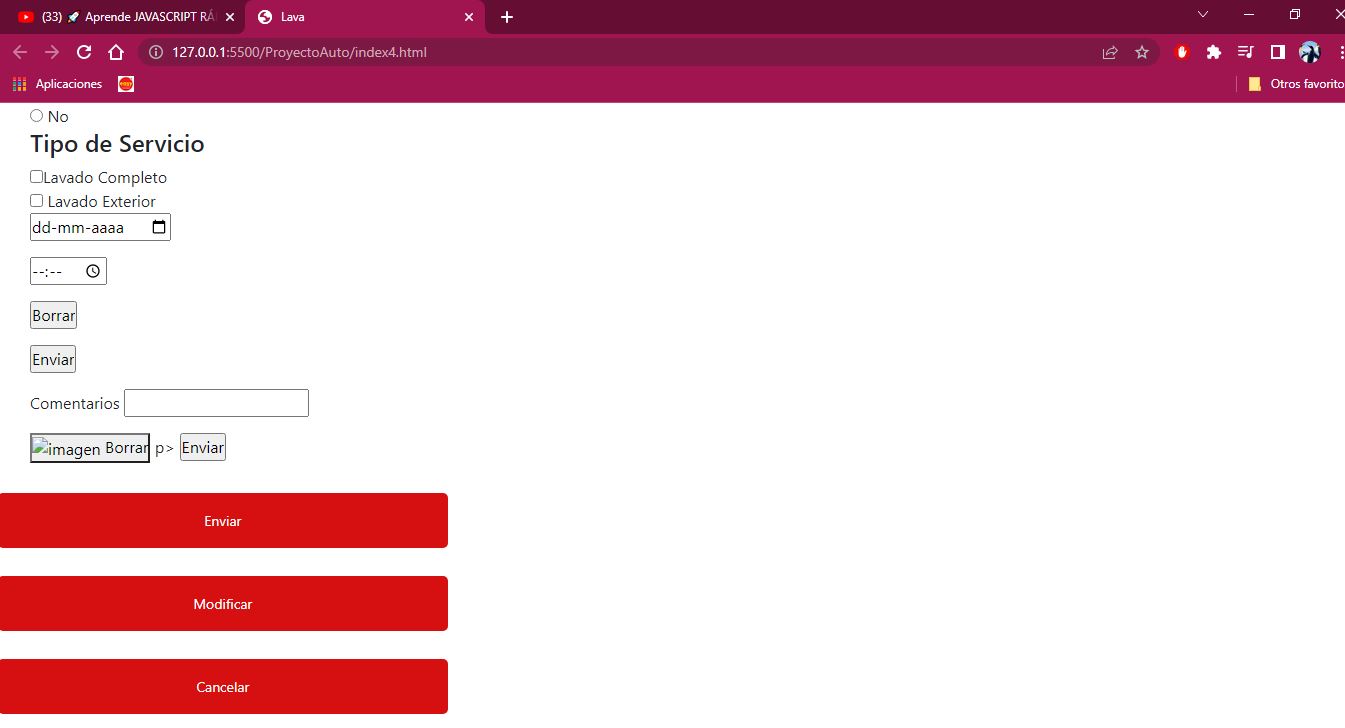 (33) 🚀 Aprende JAVASCRIPT RÁ
Lava
127.0.0.1:5500/ProyectoAuto/index4.html
Aplicaciones
Otros favorito
No
Tipo de Servicio
Lavado Completo
Lavado Exterior
dd-mm-aaaa
--:--
Borrar
Enviar
Comentarios
imagen Borrar p> Enviar
Enviar
Modificar
Cancelar